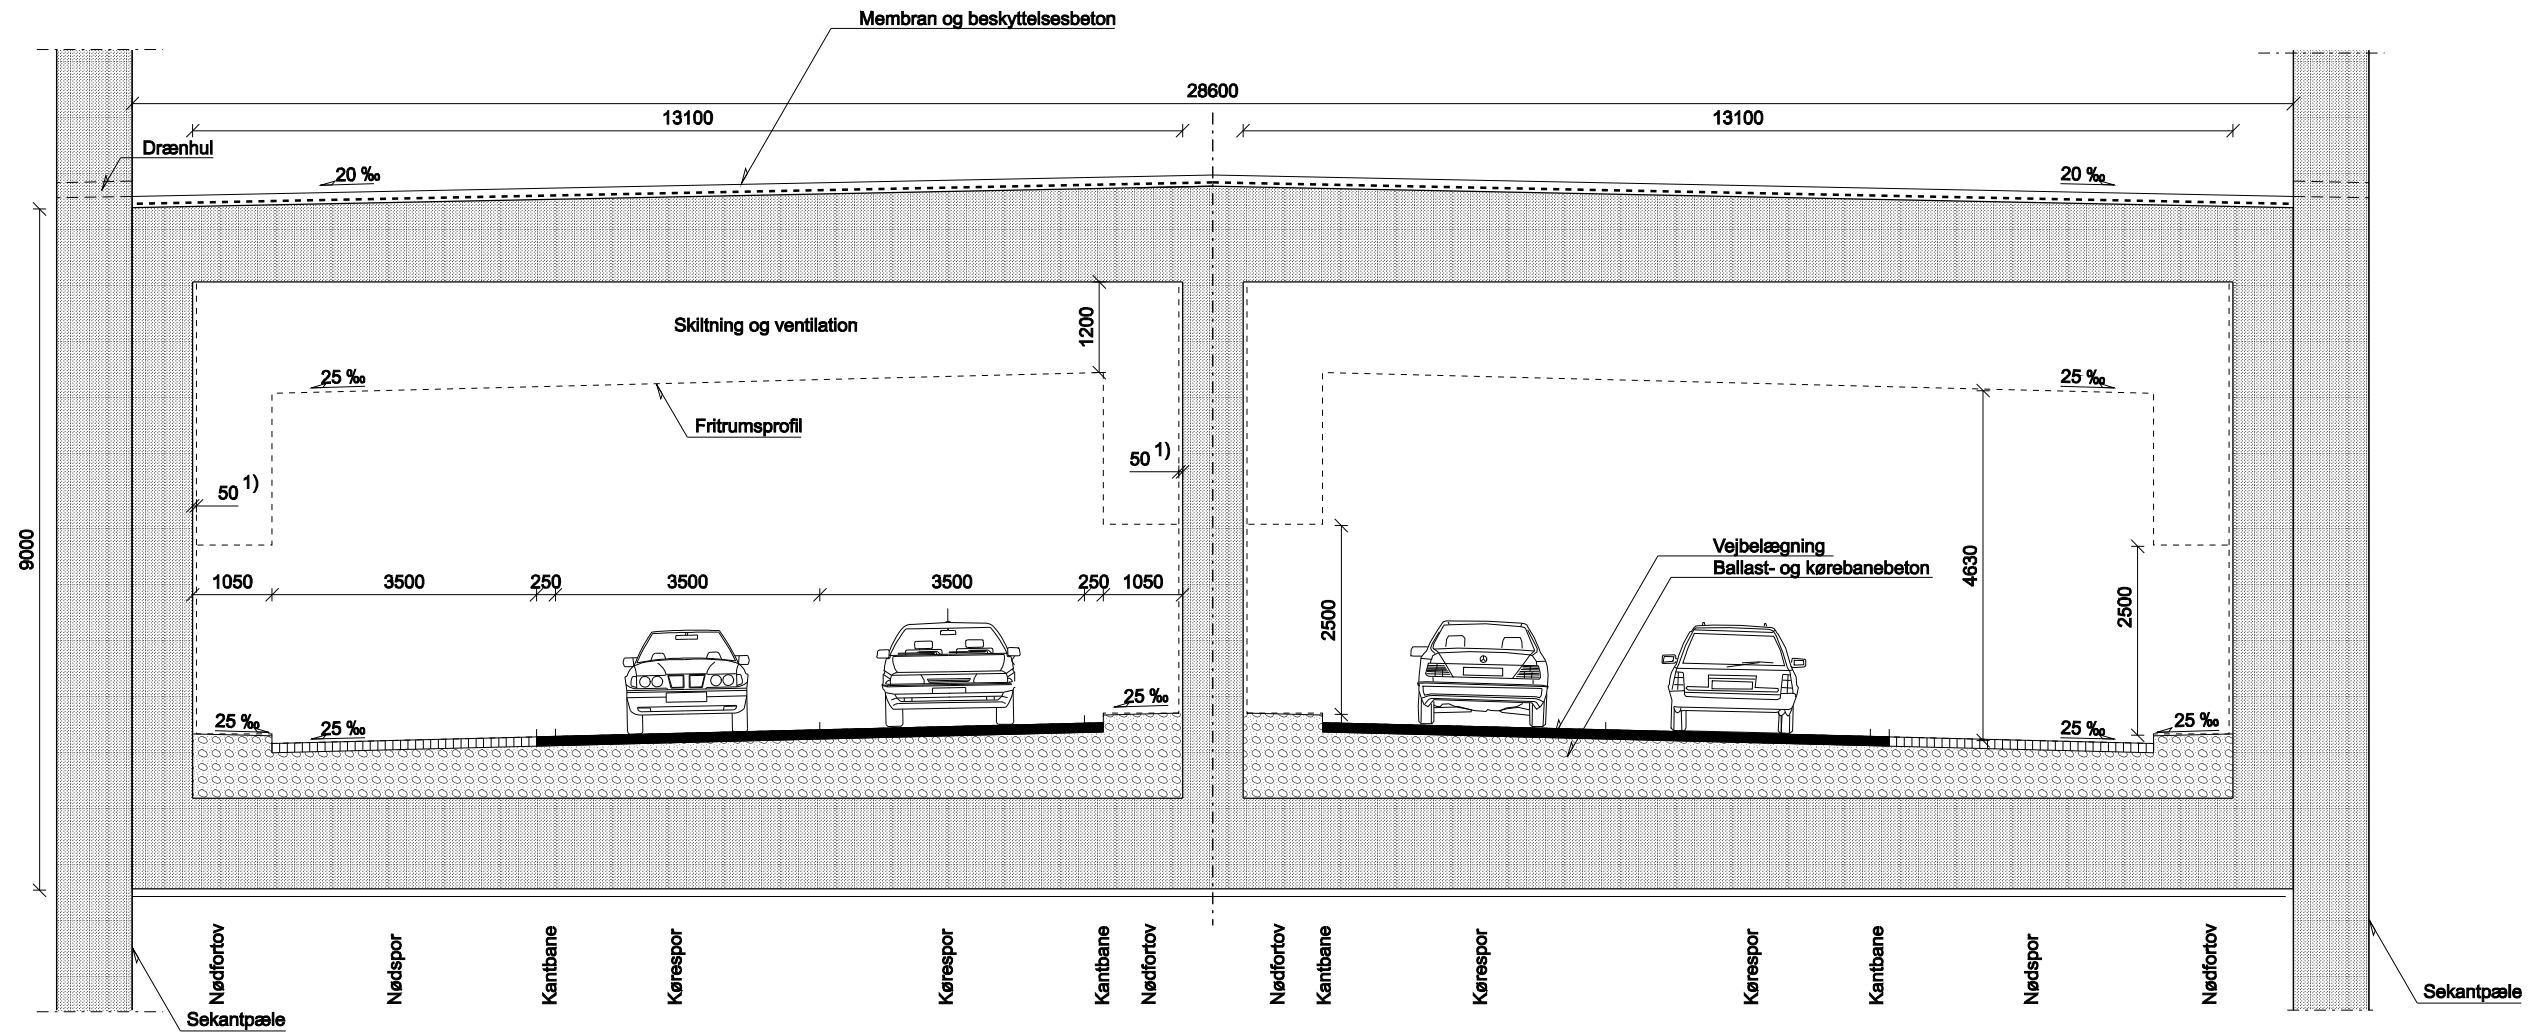 Membran og beskyttelsesbeton
28600
13100
13100
Drænhul
20 ‰
20 ‰
1200
Skiltning og ventilation
25 ‰
25 ‰
Fritrumsprofil
50 1)
50 1)
9000
Vejbelægning
Ballast- og kørebanebeton
4630
1050
3500
250
3500
3500
250
1050
2500
2500
25 ‰
25 ‰
25 ‰
25 ‰
25 ‰
Nødfortov
Nødspor
Kantbane
Kørespor
Kørespor
Kantbane
Nødfortov
Nødfortov
Kantbane
Kørespor
Kørespor
Kantbane
Nødspor
Nødfortov
Sekantpæle
Sekantpæle